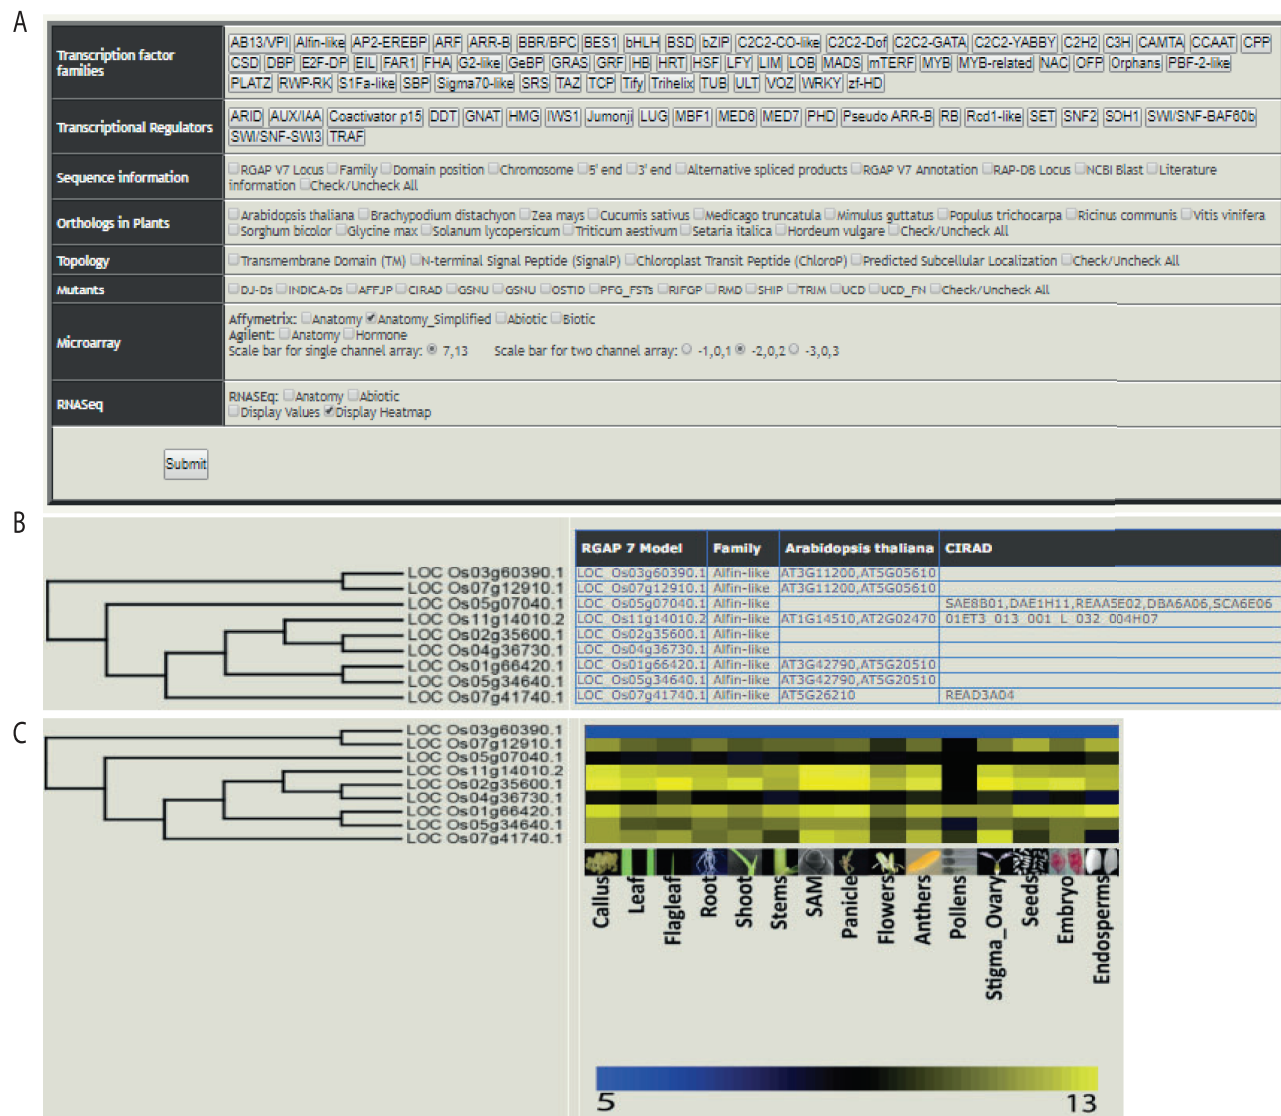 A
Transcription factor families
AB13/VPI Alfin-like AP2-EREBP ARF ARR-B BBR/BPC BES1 bHLH BSD bZIP C2C2-CO-like C2C2-Dof C2C2-GATA C2C2-YABBY C2H2 C3H CAMTA CCAAT CPP
CSD DBP E2F-DP EIL FAR1 FHA G2-like GeBP GRAS GRF HB HRT HSF LFY LIM LOB MADS mTERF MYB MYB-related NAC OFP Orphans PBF-2-like
PLATZ RWP-RK S1Fa-like SBP Sigma70-like SRS TAZ TCP Tify Trihelix TUB ULT VOZ WRKY zf-HD
Transcriptional Regulators
ARID AUX/IAA Coactivator p15 DDT GNAT HMG IWS1 Jumonji LUG MBF1 MED6 MED7 PHD Pseudo ARR-B RB Rcd1-like SET SNF2 SOH1 SWI/SNF-BAF60b
SWI/SNF-SWI3 TRAF
Sequence information
RGAP V7 Locus Family Domain position Chromosome 5' end 3' end Alternative spliced products RGAP V7 Annotation RAP-DB Locus NCBI Blast Literature
information Check/Uncheck All
Orthologs in Plants
Arabidopsis thaliana Brachypodium distachyon Zea mays Cucumis sativus Medicago truncatula Mimulus guttatus Populus trichocarpa Ricinus communis Vitis vinifera
Sorghum bicolor Glycine max Solanum lycopersicum Triticum aestivum Setaria italica Hordeum vulgare Check/Uncheck All
Topology
Transmembrane Domain (TM) N-terminal Signal Peptide (SignalP) Chloroplast Transit Peptide (ChloroP) Predicted Subcellular Localization Check/Uncheck All
Mutants
DJ-Ds INDICA-Ds AFFJP CIRAD GSNU GSNU OSTID PFG_FSTs RIFGP RMD SHIP TRIM UCD UCD_FN Check/Uncheck All
Microarray
Affymetrix: Anatomy Anatomy_Simplified Abiotic Biotic
Agilent: Anatomy Hormone
Scale bar for single channel array: 7,13 Scale bar for two channel array: -1,0,1 -2,0,2 -3,0,3
RNASeq
RNASEq: Anatomy Abiotic
Display Values Display Heatmap
Submit
B
RGAP 7 Model Family Arabidopsis thaliana CIRAD
LOC Os03g60390.1 LOC_Os03g60390.1 Alfin-like AT3G11200,AT5G05610
LOC Os07g12910.1 LOC_Os07g12910.1 Alfin-like AT3G11200,AT5G05610
LOC Os05g07040.1 LOC_Os05g07040.1 Alfin-like SAE8B01,DAE1H11,REAA5E02,DBA6A06,SCA6E06
LOC Os11g14010.2 LOC_Os11g14010.2 Alfin-like AT1G14510,AT2G02470 01ET3_013_001_L_032_004H07
LOC Os02g35600.1 LOC_Os02g35600.1 Alfin-like
LOC Os04g36730.1 LOC_Os04g36730.1 Alfin-like
LOC Os01g66420.1 LOC_Os01g66420.1 Alfin-like AT3G42790,AT5G20510
LOC Os05g34640.1 LOC_Os05g34640.1 Alfin-like AT3G42790,AT5G20510
LOC Os07g41740.1 LOC_Os07g41740.1 Alfin-like AT5G26210 READ3A04
C
LOC Os03g60390.1
LOC Os07g12910.1
LOC Os05g07040.1
LOC Os11g14010.2
LOC Os02g35600.1
LOC Os04g36730.1
LOC Os01g66420.1
LOC Os05g34640.1
LOC Os07g41740.1
Callus
Leaf
Flagleaf
Root
Shoot
Stems
SAM
Panicle
Flowers
Anthers
Pollens
Stigma_Ovary
Seeds
Embryo
Endosperms
5 13